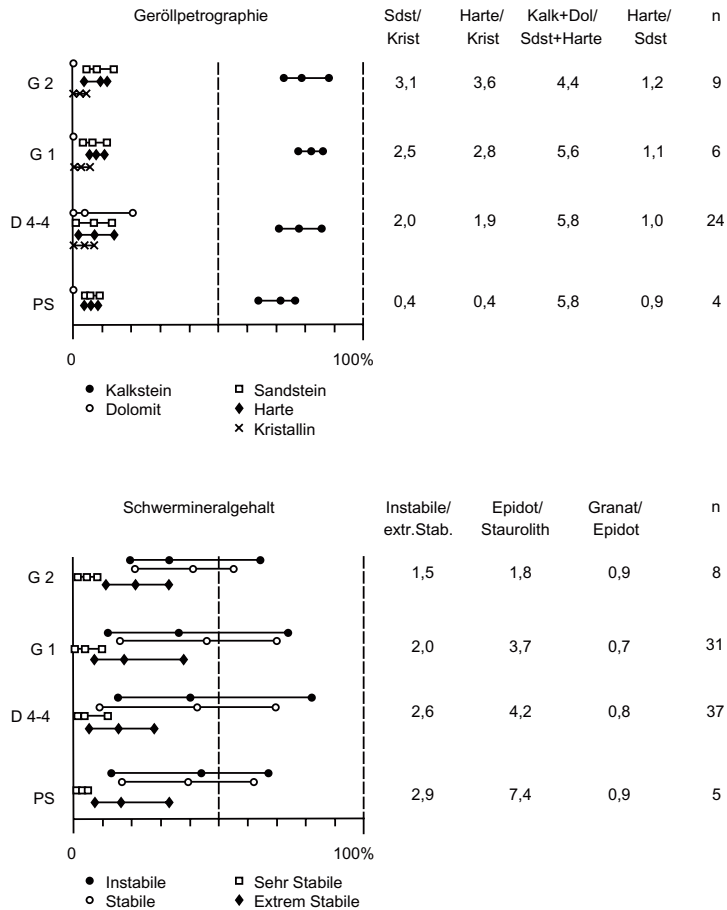 Geröllpetrographie
Sdst/ Harte/ Kalk+Dol/ Harte/ n
Krist Krist Sdst+Harte Sdst
G 2 3,1 3,6 4,4 1,2 9
G 1 2,5 2,8 5,6 1,1 6
D 4-4 2,0 1,9 5,8 1,0 24
PS 0,4 0,4 5,8 0,9 4
0 100%
Kalkstein Sandstein
Dolomit Harte
Kristallin
Schwermineralgehalt
Instabile/ Epidot/ Granat/ n
extr.Stab. Staurolith Epidot
G 2 1,5 1,8 0,9 8
G 1 2,0 3,7 0,7 31
D 4-4 2,6 4,2 0,8 37
PS 2,9 7,4 0,9 5
0 100%
Instabile Sehr Stabile
Stabile Extrem Stabile